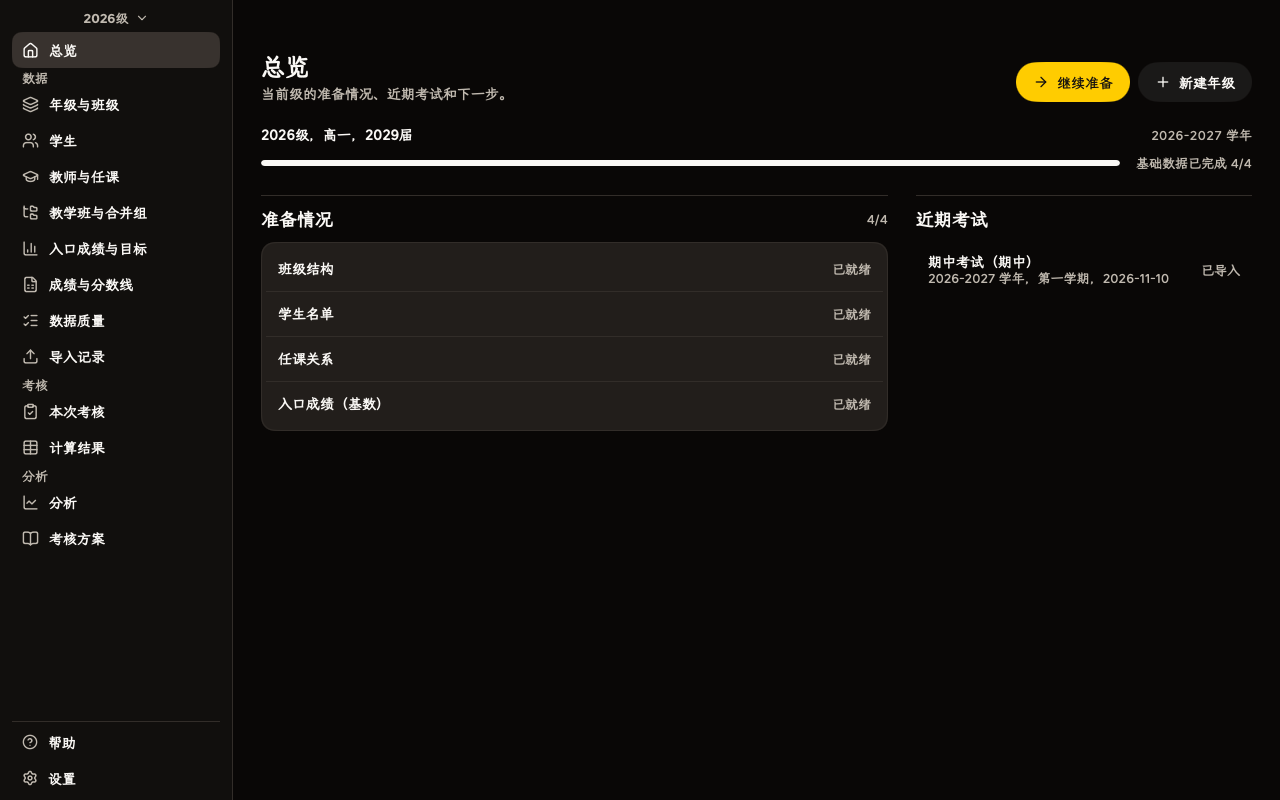 2026级
总览
数据
年级与班级
学生
教师与任课
教学班与合并组
入口成绩与目标
成绩与分数线
数据质量
导入记录
考核
本次考核
计算结果
分析
分析
考核方案
帮助
设置
总览
当前级的准备情况、近期考试和下一步。
继续准备
新建年级
2026级，高一，2029届
2026-2027 学年
基础数据已完成 4/4
准备情况
4/4
班级结构
已就绪
学生名单
已就绪
任课关系
已就绪
入口成绩（基数）
已就绪
近期考试
期中考试（期中）
2026-2027 学年，第一学期，2026-11-10
已导入